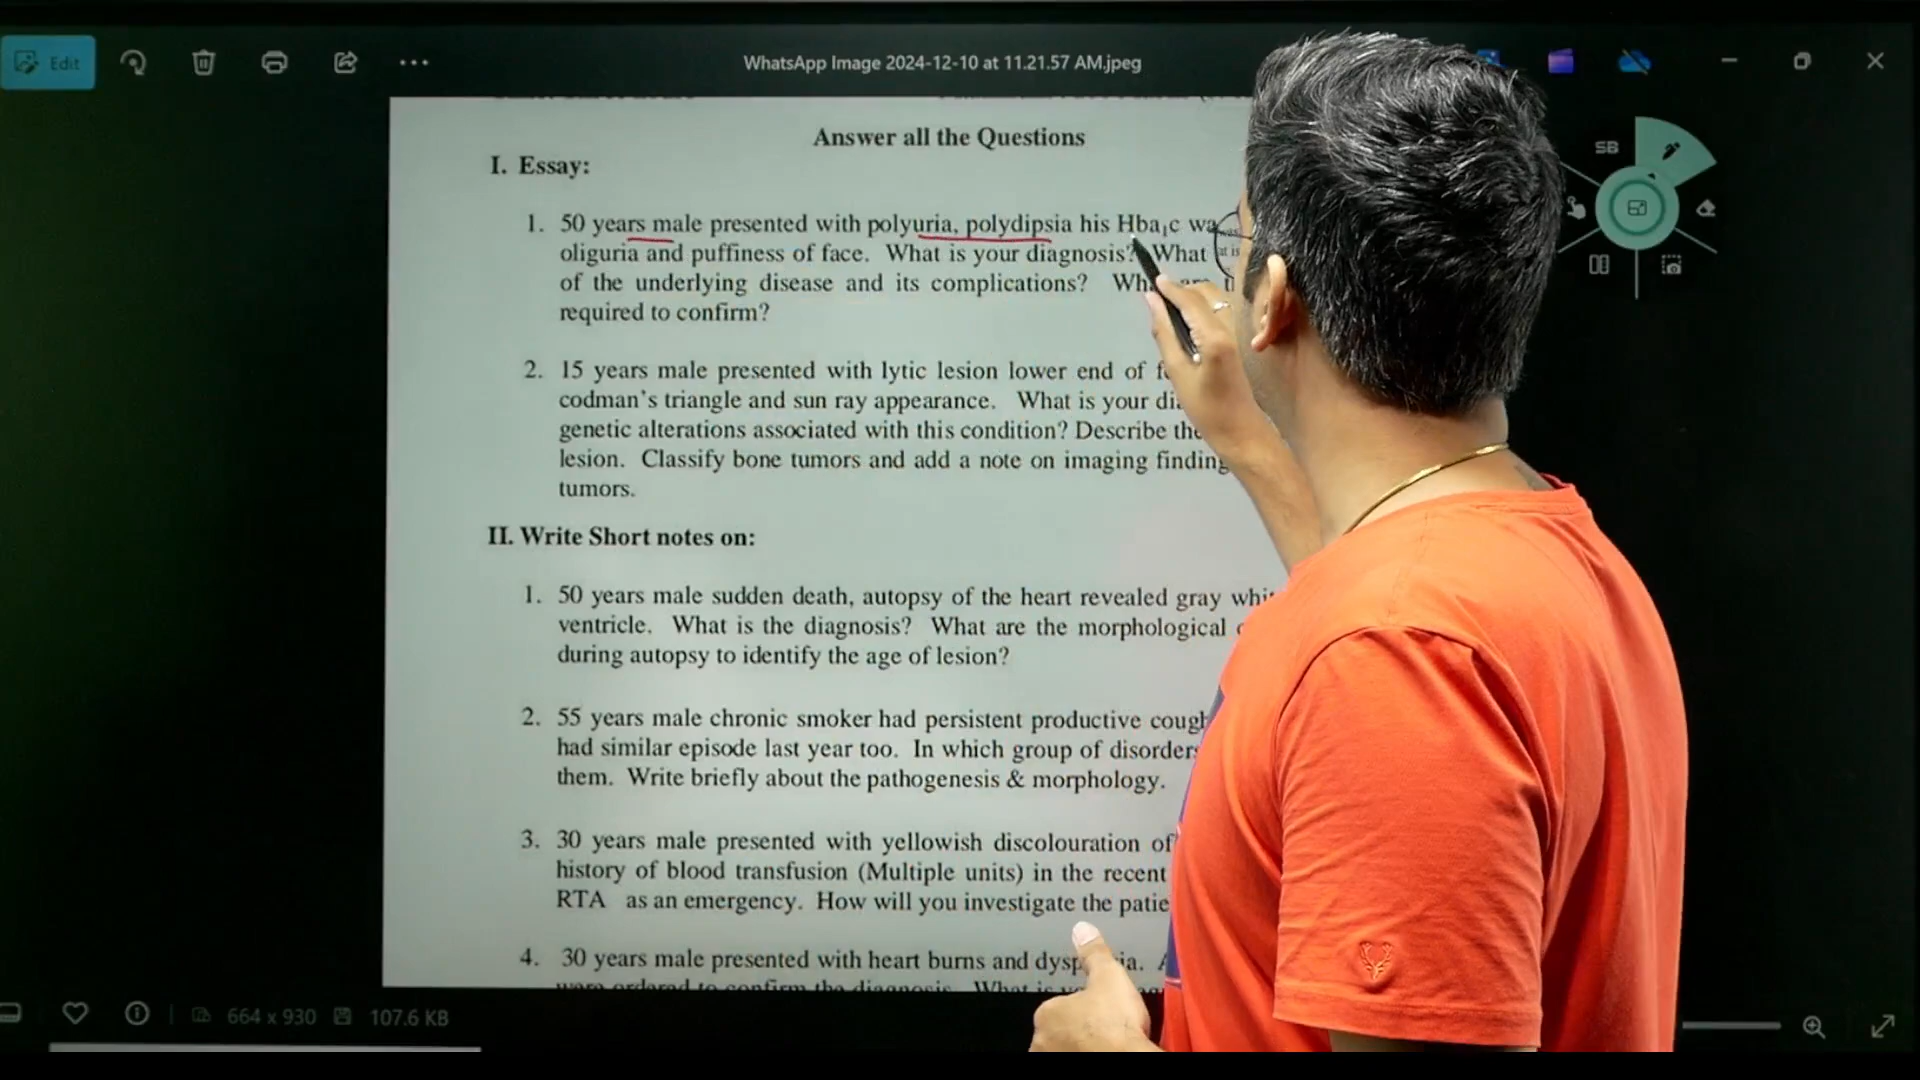 Edit
WhatsApp Image 2024-12-10 at 11.21.57 AM.jpeg
SB
Answer all the Questions
I. Essay:
1. 50 years male presented with polyuria, polydipsia his Hba1c
oliguria and puffiness of face. What is your diagnosis? What
of the underlying disease and its complications?
required to confirm?
2. 15 years male presented with lytic lesion lower end of
codman's triangle and sun ray appearance. What is your
genetic alterations associated with this condition? Describe
lesion. Classify bone tumors and add a note on imaging
tumors.
II. Write Short notes on:
1. 50 years male sudden death, autopsy of the heart revealed gray
ventricle. What is the diagnosis? What are the morphological
during autopsy to identify the age of lesion?
2. 55 years male chronic smoker had persistent productive
had similar episode last year too. In which group of
them. Write briefly about the pathogenesis & morphology.
3. 30 years male presented with yellowish discolouration of
history of blood transfusion (Multiple units) in the recent
RTA as an emergency. How will you investigate the
4. 30 years male presented with heart burns and
were ordered to confirm the diagnosis. What is
664 x 930
107.6 KB